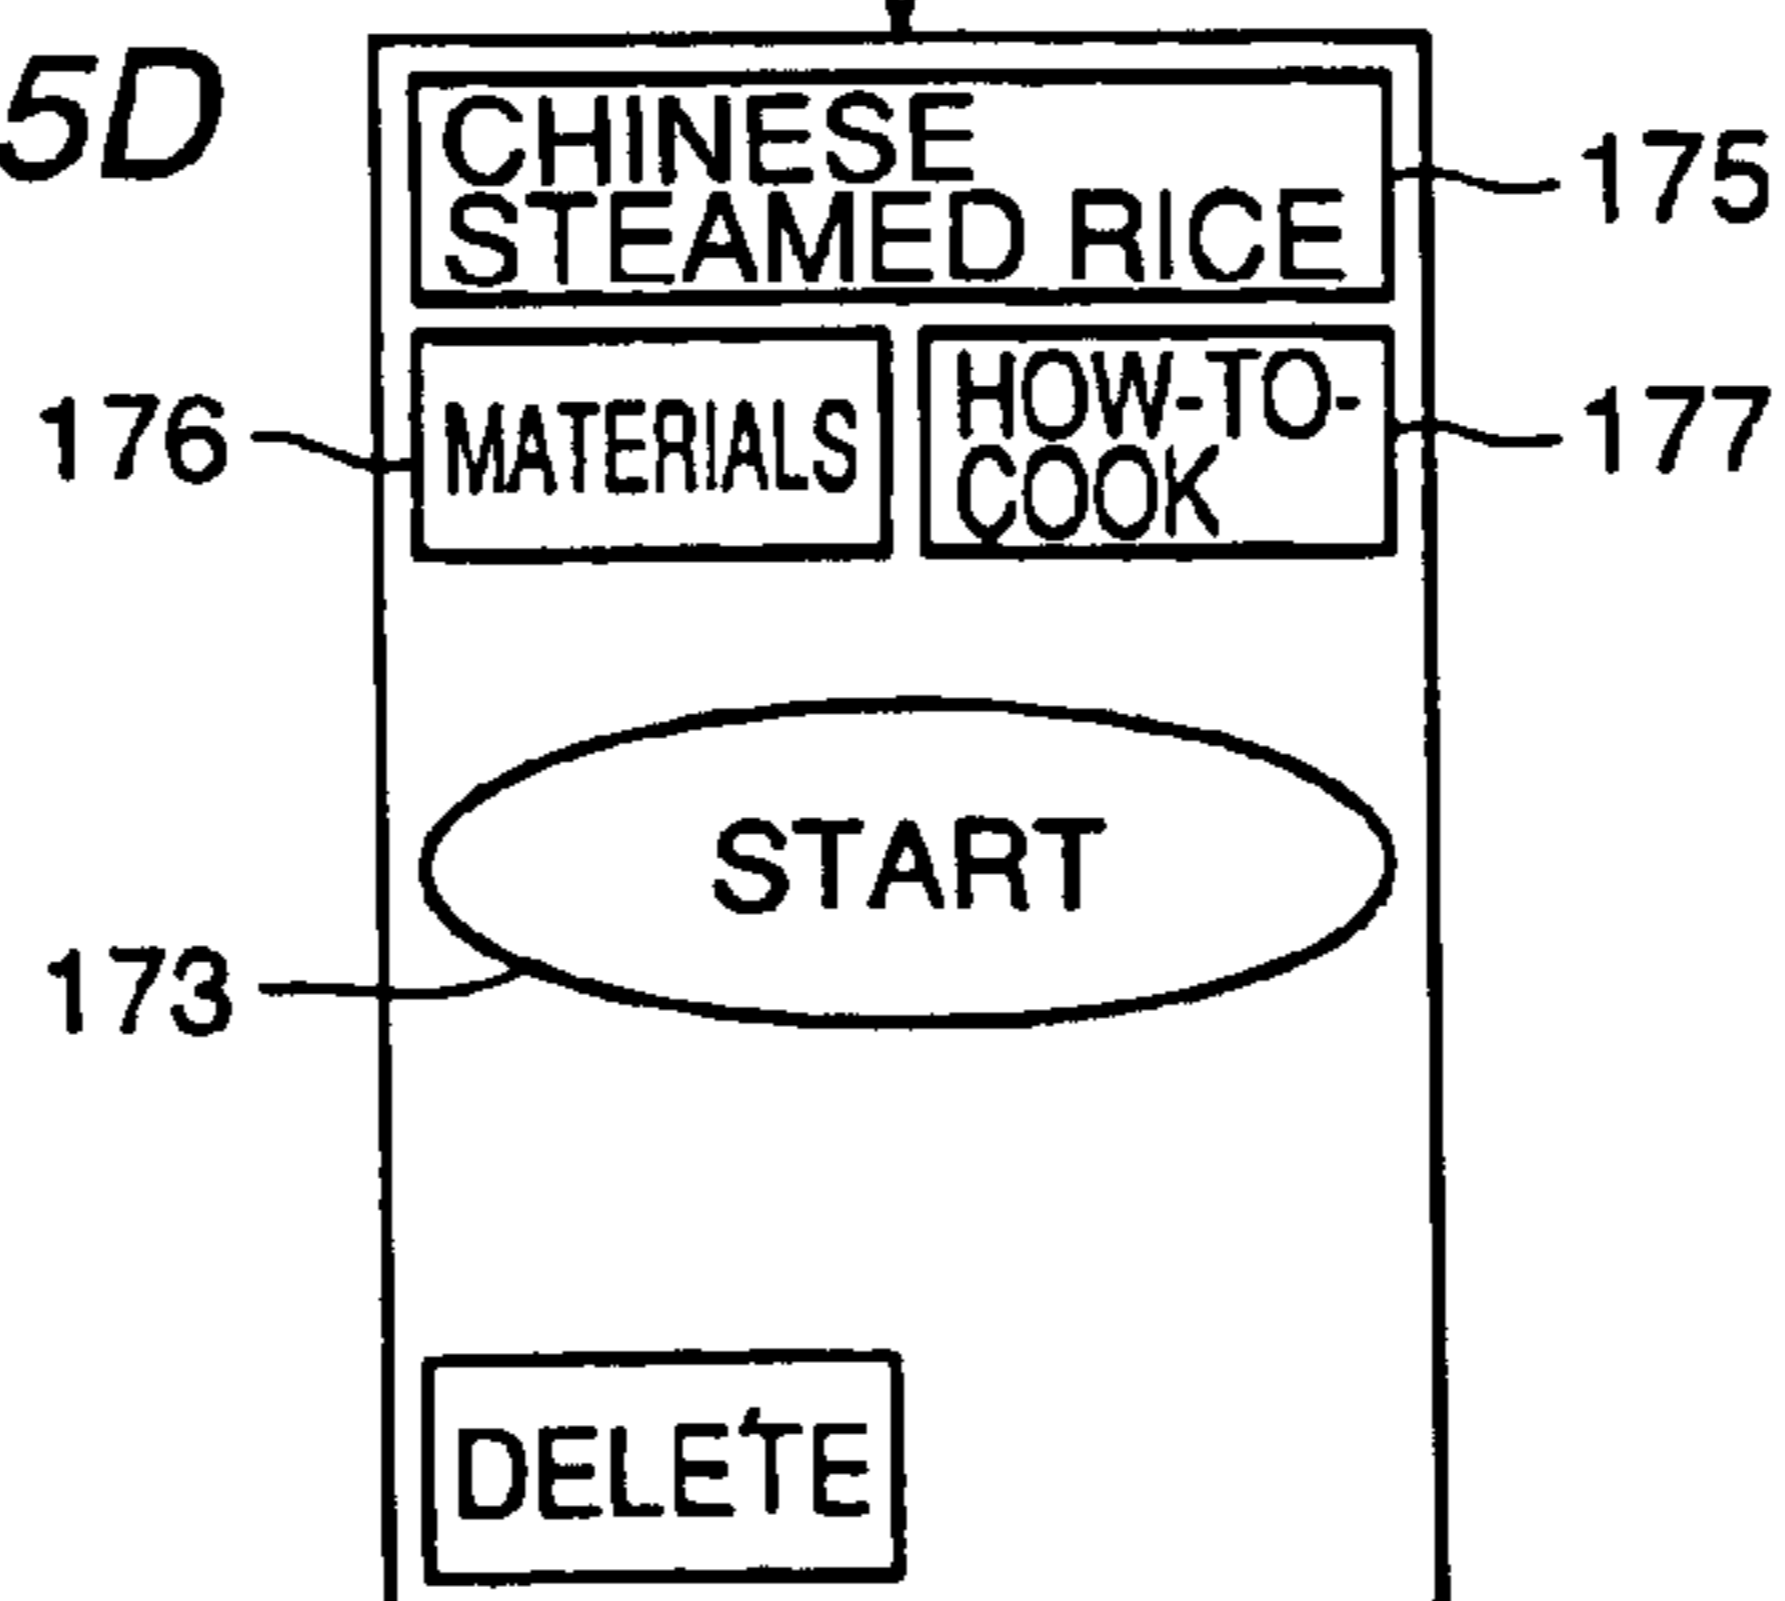 5D
CHINESE
STEAMED RICE
175
176
MATERIALS
HOW-TO-
COOK
177
START
173
DELETE